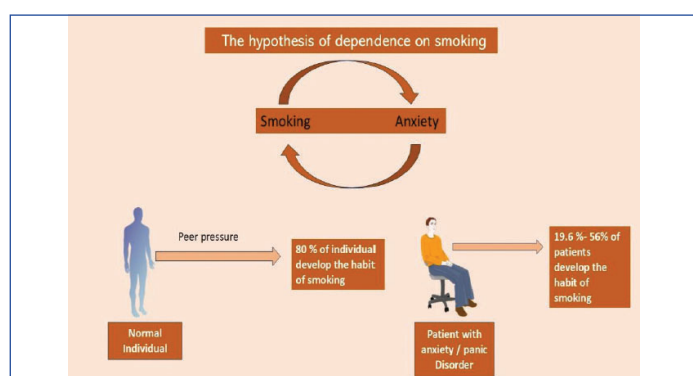 The hypothesis of dependence on smoking
Smoking Anxiety
Peer pressure
80 % of individual
develop the habit
of smoking
19.6 %- 56% of
patients
develop the
habit of
smoking
Normal
Individual
Patient with
anxiety / panic
Disorder